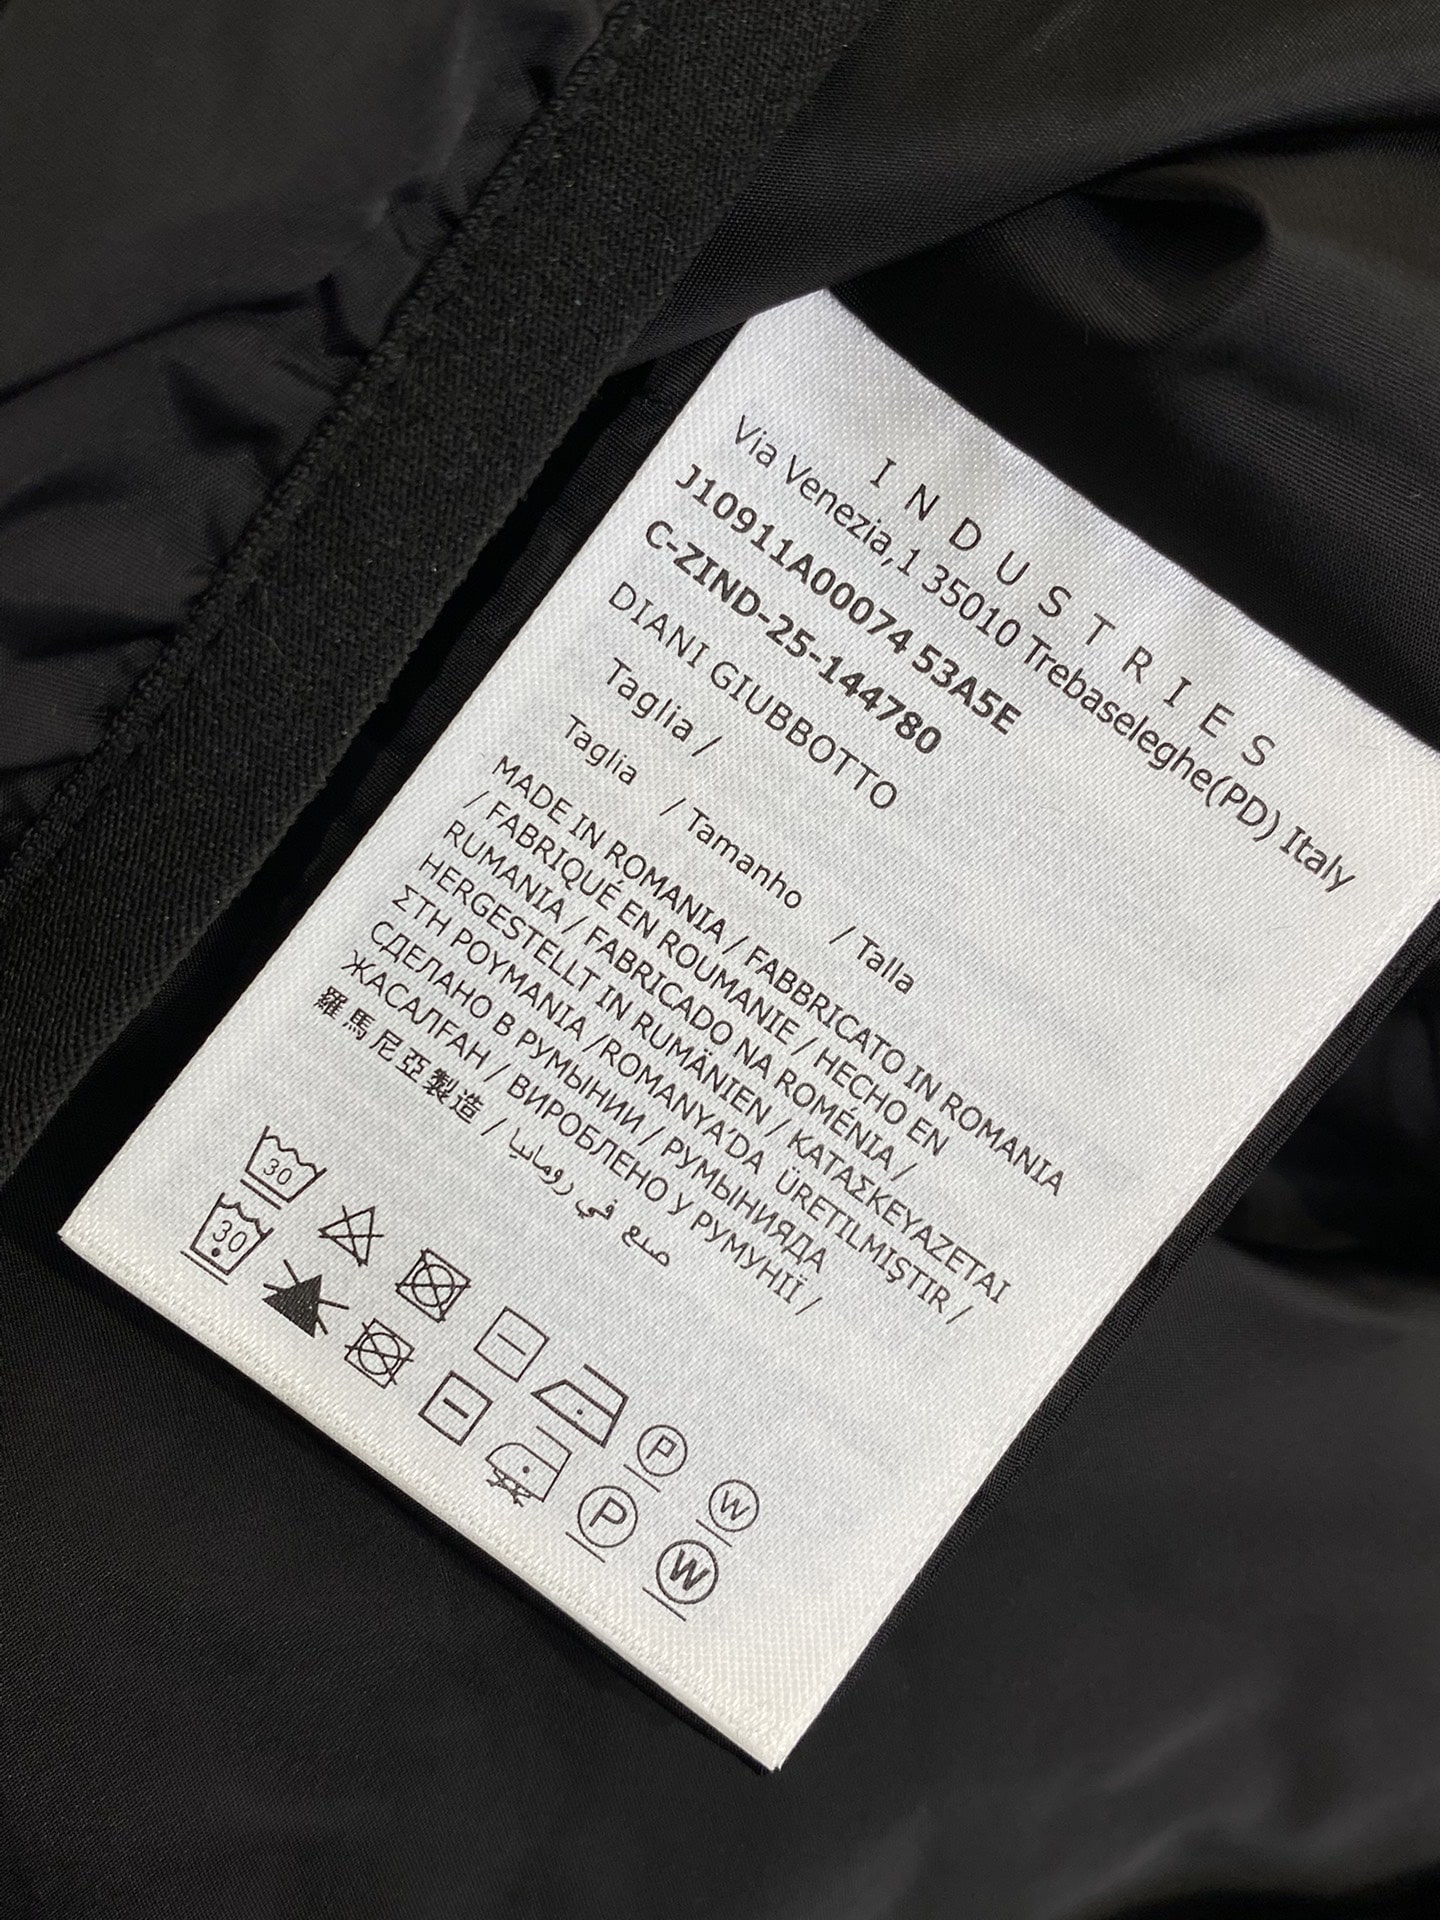 INDUSTRIES
Via Venezia,1 35010 Trebaseleghe(PD) Italy
J10911A00074 53A5E
C-ZIND-25-144780
DIANI GIUBBOTTO
Taglia /
Taglia / Tamanho / Talla
MADE IN ROMANIA / FABBRICATO IN ROMANIA
/ FABRIQUÉ EN ROUMANIE / HECHO EN
RUMANIA / FABRICADO NA ROMÉNIA /
HERGESTELLT IN RUMÄNIEN / ΚΑΤΑΣΚΕΥΑΖΕΤΑΙ
ΣΤΗ ΡΟΥΜΑΝΙΑ /ROMANYA'DA ÜRETILMIŞTIR /
СДЕЛАНО В РУМЫНИИ / РУМЫНИЯДА
ЖАСАЛҒАН / ВИРОБЛЕНО У РУМУНІЇ /
羅馬尼亞製造 / صنع في رومانيا
30
P
W
30
P
W